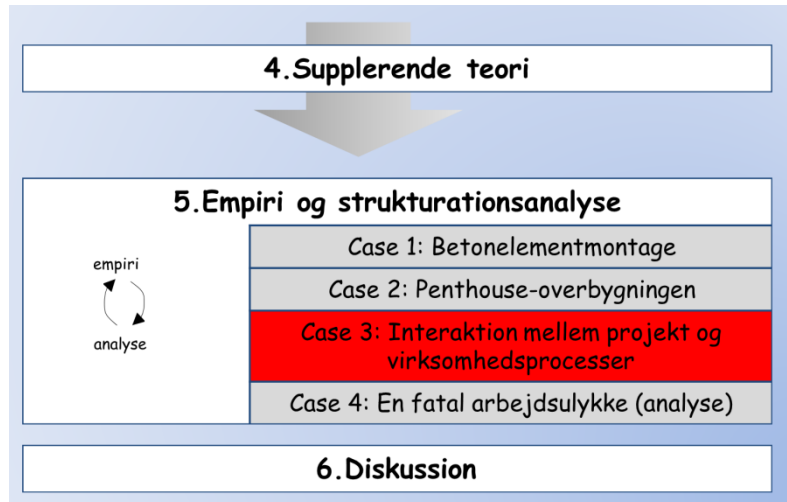 4.Supplerende teori
5.Empiri og strukturationsanalyse
empiri
analyse
Case 1: Betonelementmontage
Case 2: Penthouse-overbygningen
Case 3: Interaktion mellem projekt og
virksomhedsprocesser
Case 4: En fatal arbejdsulykke (analyse)
6.Diskussion